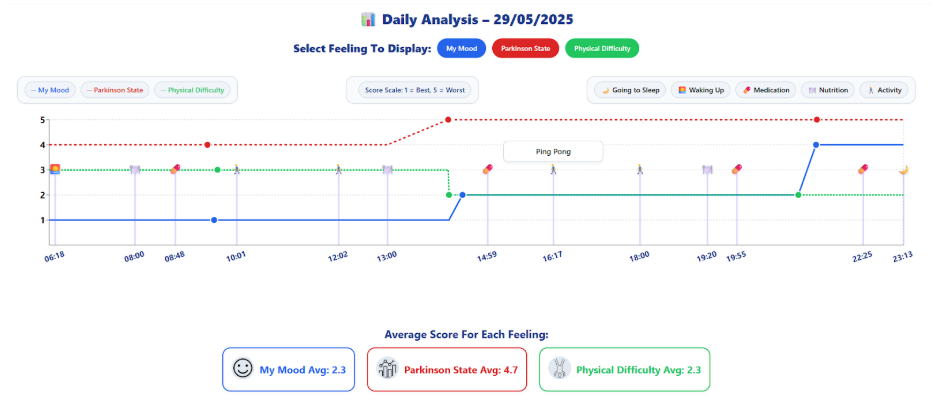 Daily Analysis – 29/05/2025
Select Feeling To Display: My Mood Parkinson State Physical Difficulty
— My Mood — Parkinson State — Physical Difficulty
Score Scale: 1 = Best, 5 = Worst
Going to Sleep Waking Up Medication Nutrition Activity
5
4
3
2
1
Ping Pong
06:18 08:00 08:48 10:01 12:02 13:00 14:59 16:17 18:00 19:20 19:55 22:25 23:13
Average Score For Each Feeling:
My Mood Avg: 2.3 Parkinson State Avg: 4.7 Physical Difficulty Avg: 2.3